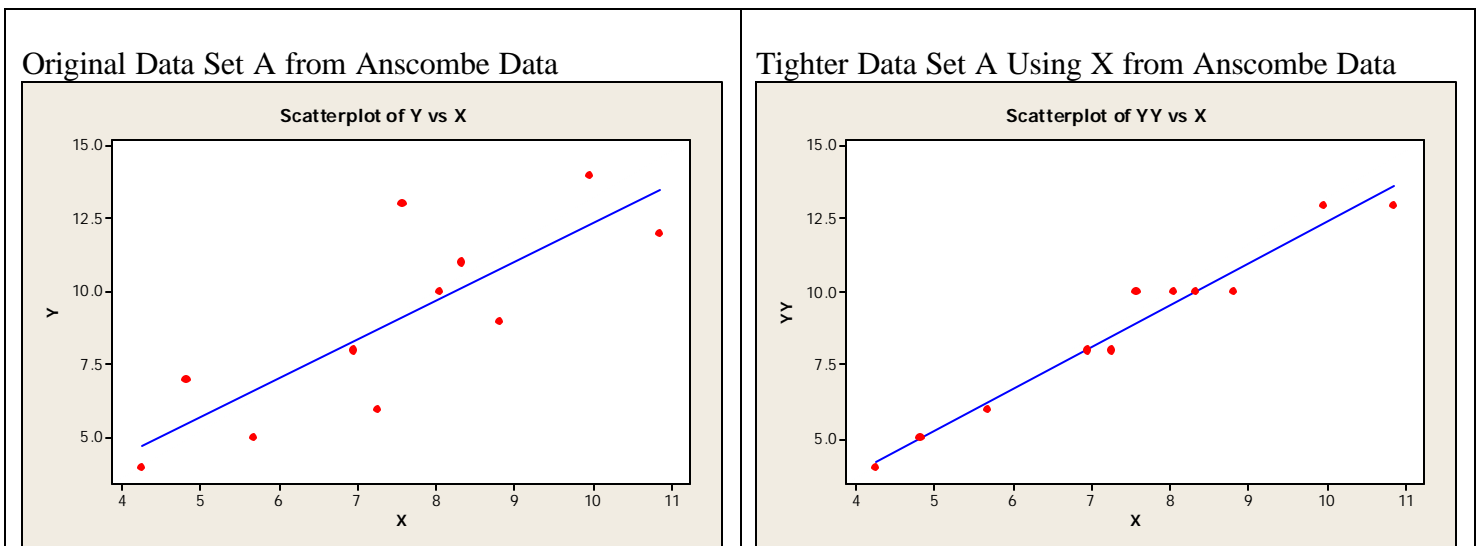 Original Data Set A from Anscombe Data
Scatterplot of Y vs X
15.0
12.5
10.0
7.5
5.0
Y
4 5 6 7 8 9 10 11
X
Tighter Data Set A Using X from Anscombe Data
Scatterplot of YY vs X
15.0
12.5
10.0
7.5
5.0
YY
4 5 6 7 8 9 10 11
X